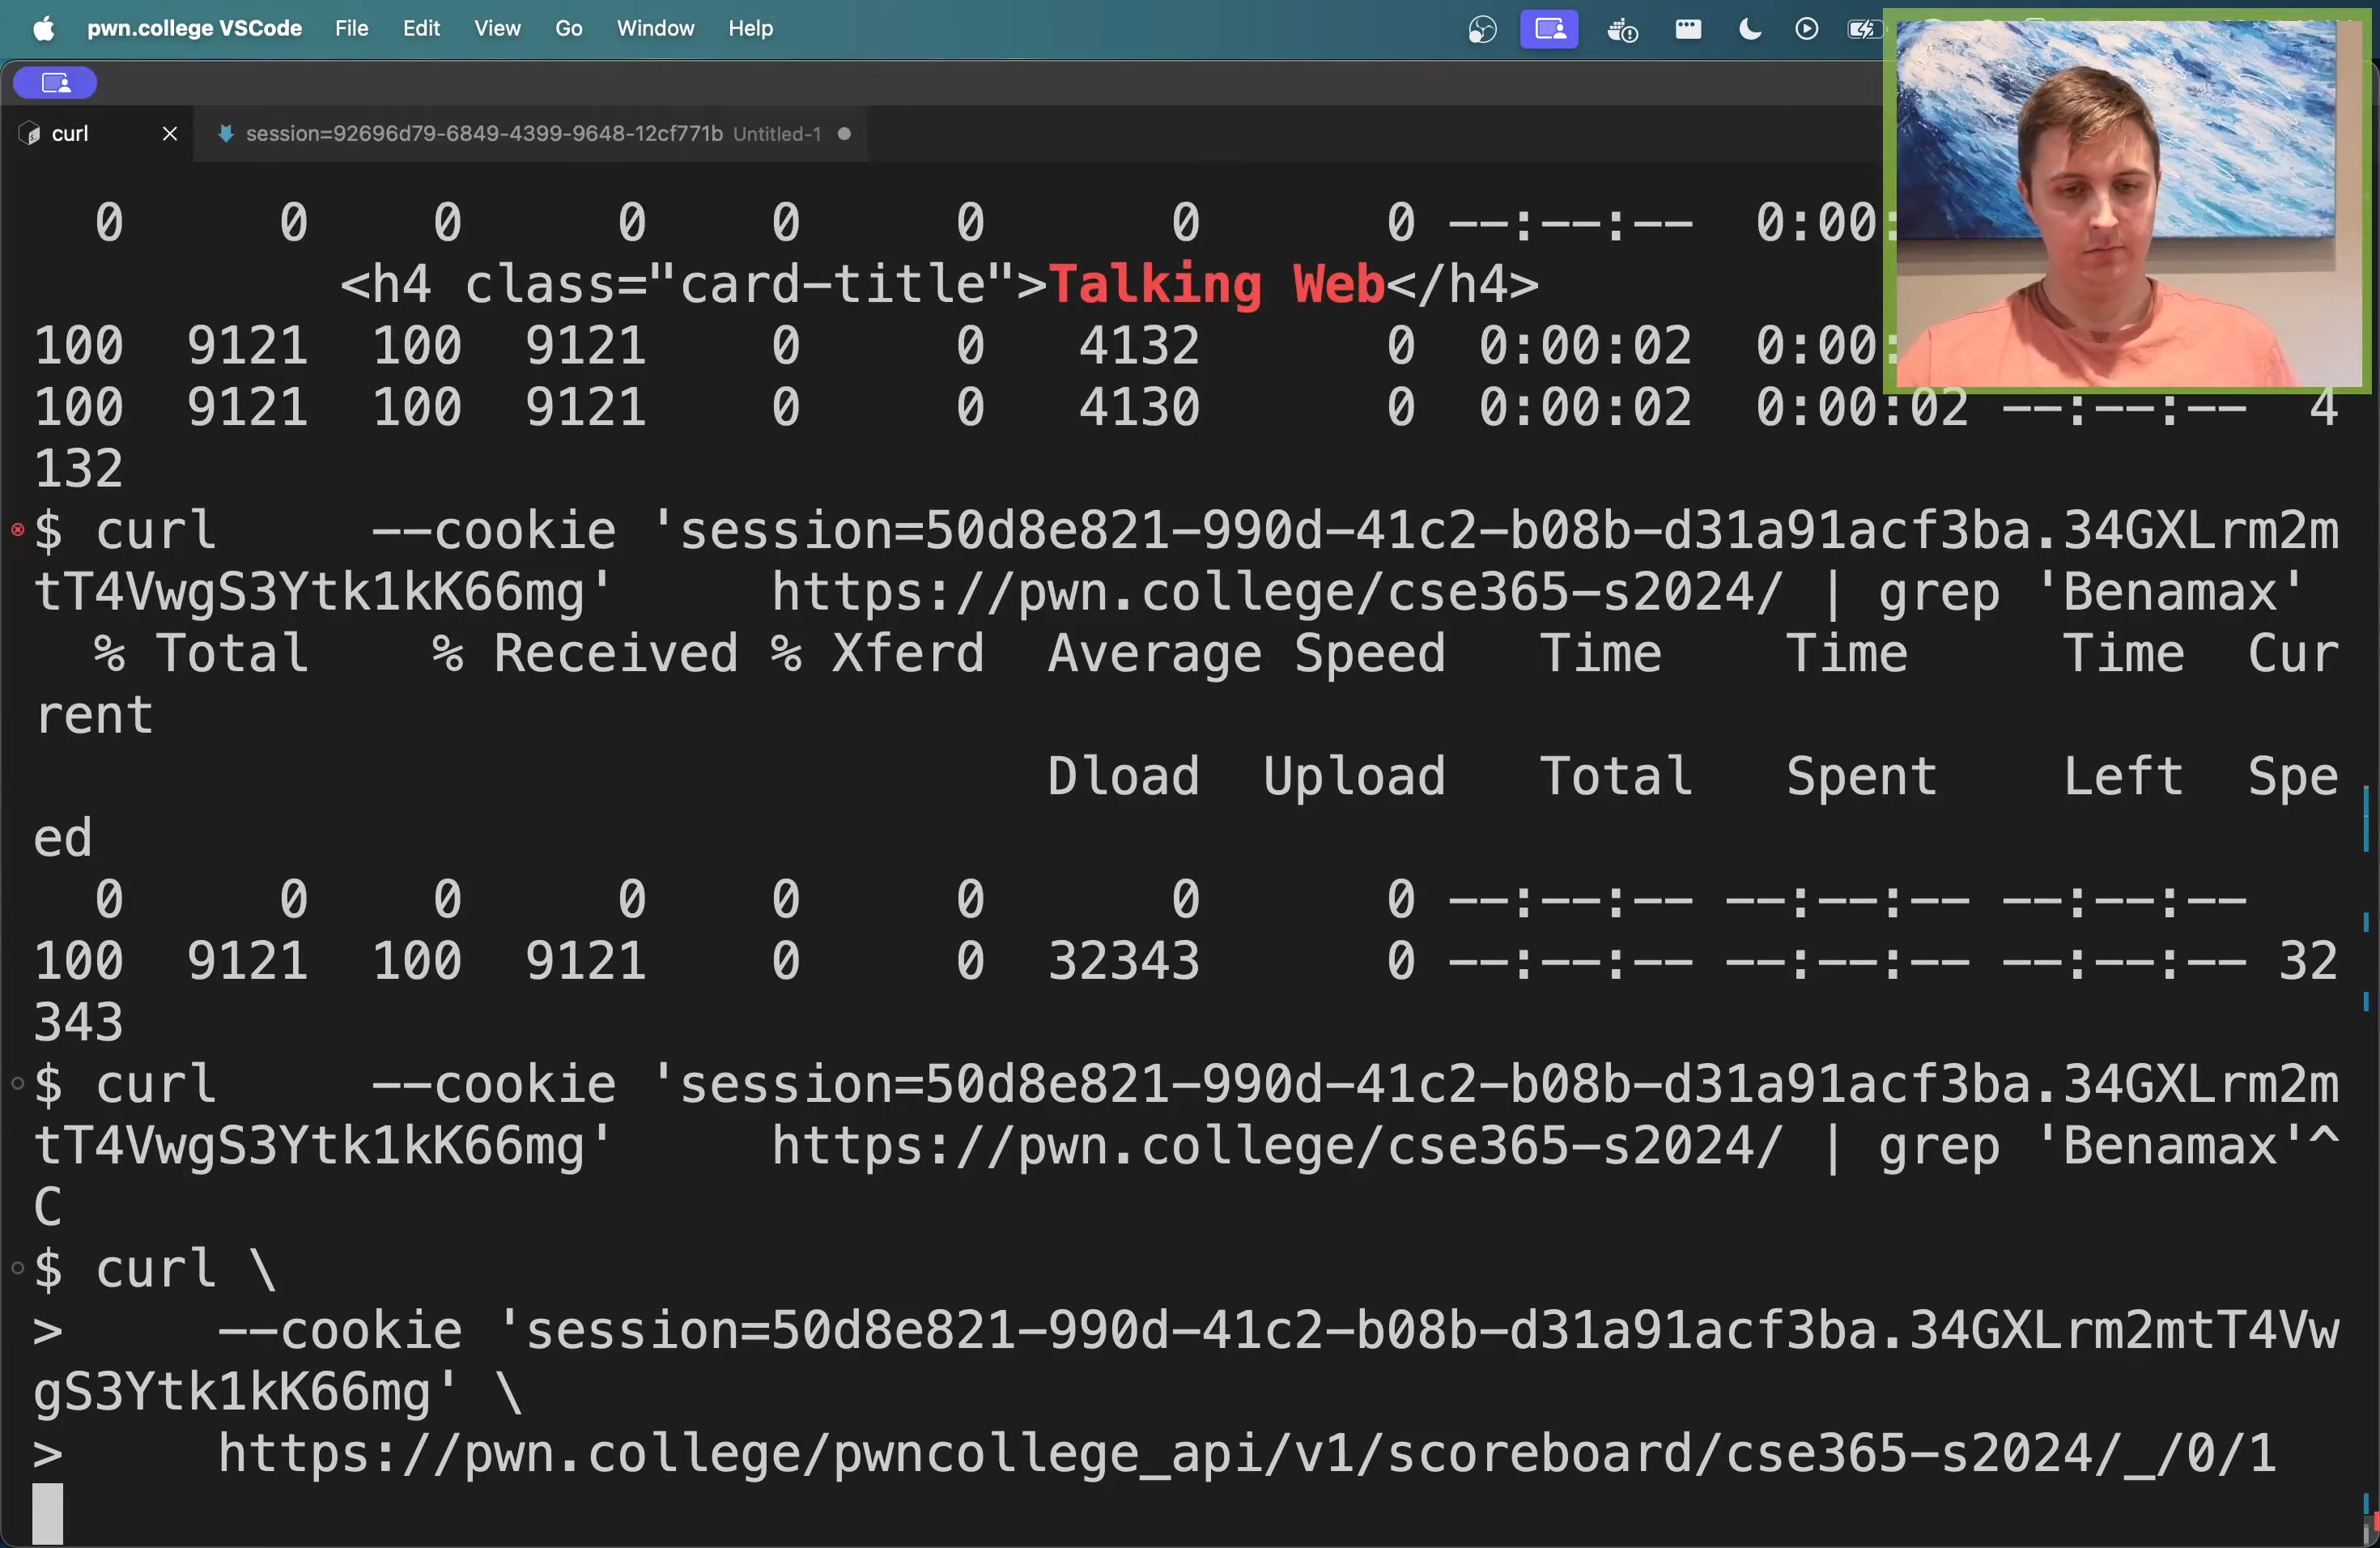 pwn.college VSCode File Edit View Go Window Help
curl session=92696d79-6849-4399-9648-12cf771b Untitled-1
0 0 0 0 0 0 0 0 --:--:-- 0:00:
<h4 class="card-title">Talking Web</h4>
100 9121 100 9121 0 0 4132 0 0:00:02 0:00:
100 9121 100 9121 0 0 4130 0 0:00:02 0:00:02 --:--:-- 4
132
$ curl --cookie 'session=50d8e821-990d-41c2-b08b-d31a91acf3ba.34GXLrm2m
tT4VwgS3Ytk1kK66mg' https://pwn.college/cse365-s2024/ | grep 'Benamax'
% Total % Received % Xferd Average Speed Time Time Time Cur
rent
Dload Upload Total Spent Left Spe
ed
0 0 0 0 0 0 0 0 --:--:-- --:--:-- --:--:--
100 9121 100 9121 0 0 32343 0 --:--:-- --:--:-- --:--:-- 32
343
$ curl --cookie 'session=50d8e821-990d-41c2-b08b-d31a91acf3ba.34GXLrm2m
tT4VwgS3Ytk1kK66mg' https://pwn.college/cse365-s2024/ | grep 'Benamax'^
C
$ curl \
> --cookie 'session=50d8e821-990d-41c2-b08b-d31a91acf3ba.34GXLrm2mtT4Vw
gS3Ytk1kK66mg' \
> https://pwn.college/pwncollege_api/v1/scoreboard/cse365-s2024/_/0/1